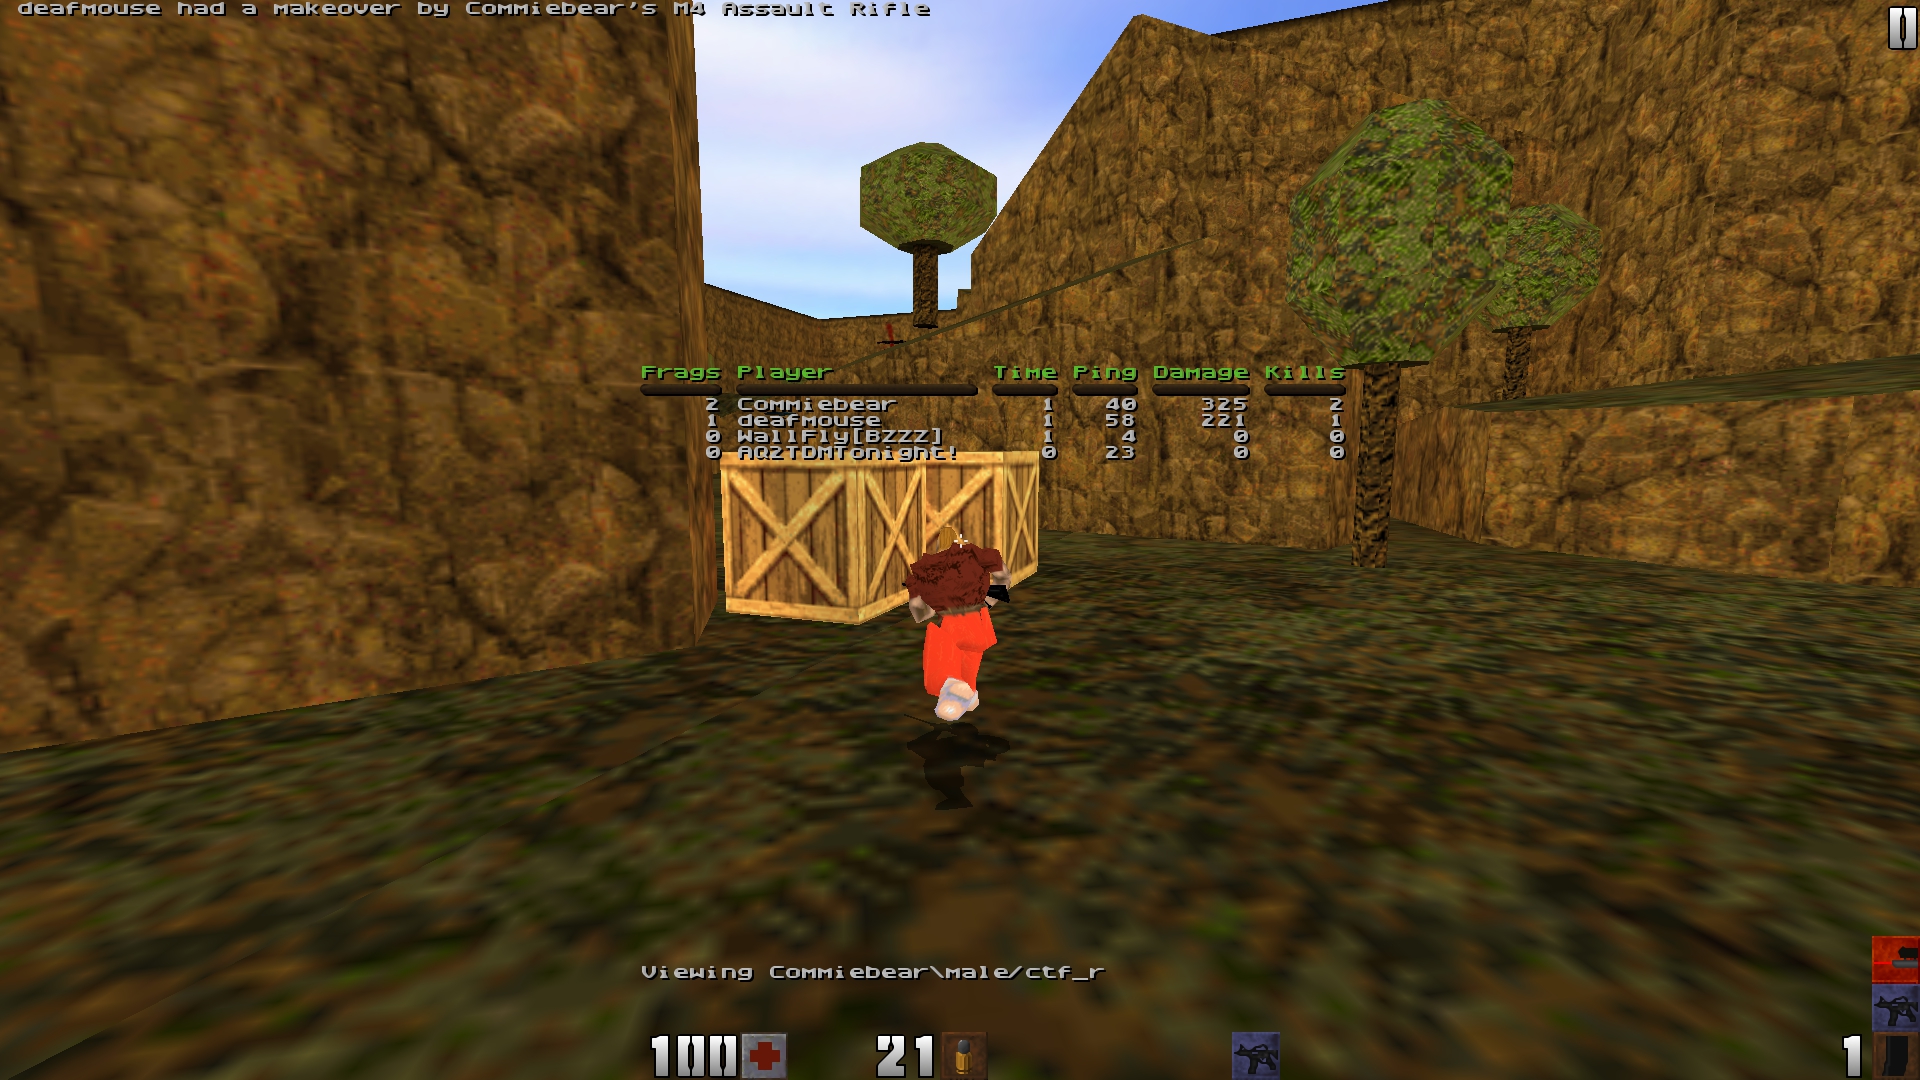 deafmouse had a makeover by Commiebear's M4 Assault Rifle
0
Frags Player Time Ping Damage Kills
2 Commiebear 1 40 325 2
1 deafmouse 1 58 221 1
0 WallFly[BZZZ] 1 4 0 0
0 AQ2TDMTonight! 0 23 0 0
Viewing Commiebear\male/ctf_r
100 21 1